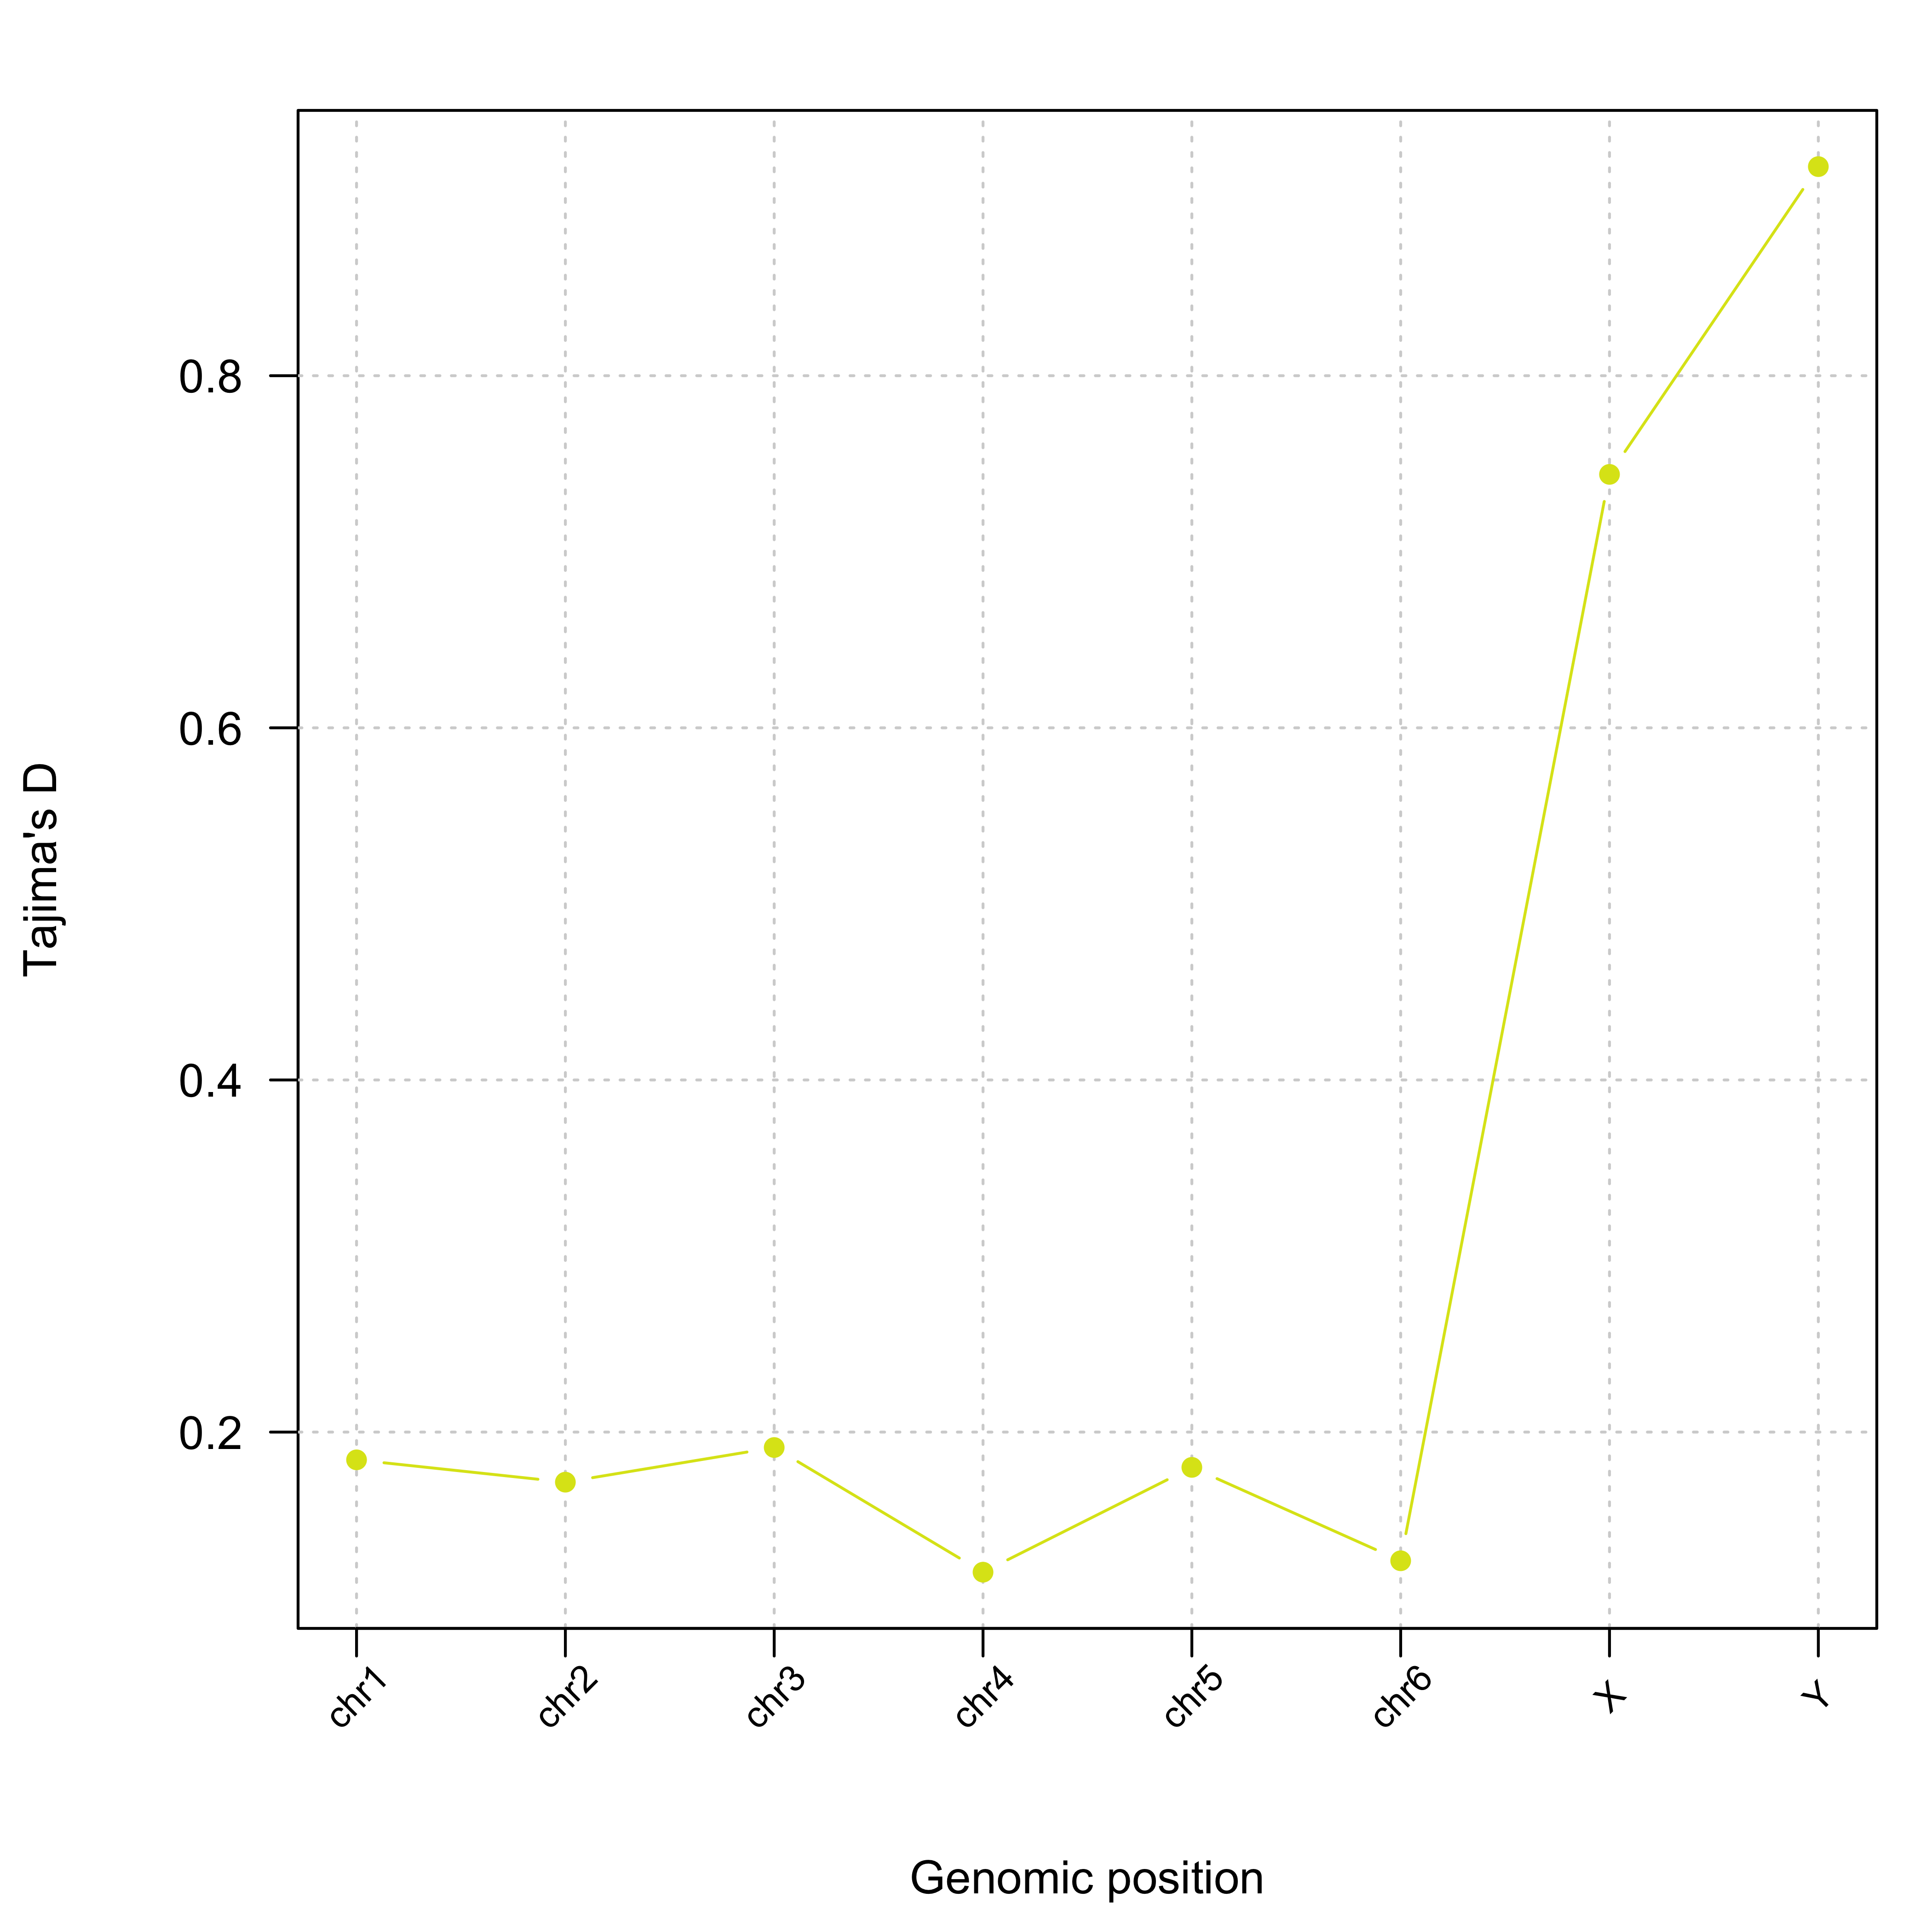 Tajima's D
0.8
0.6
0.4
0.2
chr1 chr2 chr3 chr4 chr5 chr6 X Y
Genomic position